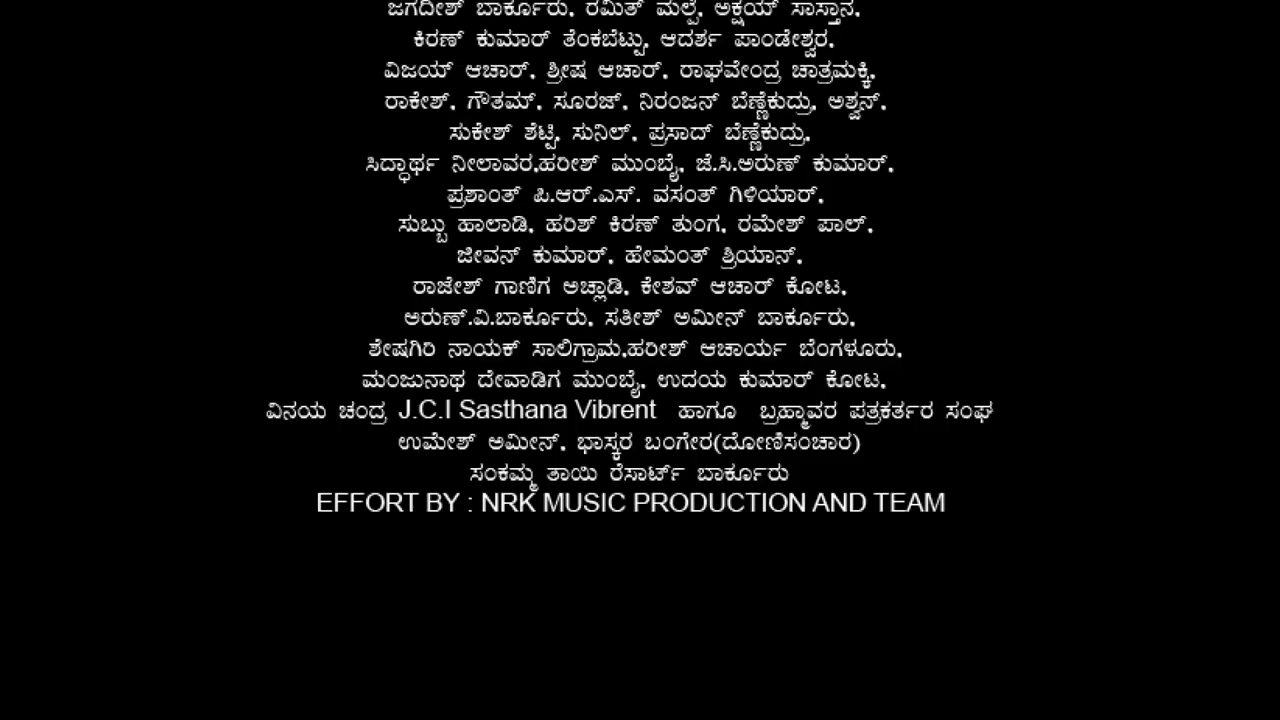 ಜಗದೀಶ್ ಬಾರ್ಕೂರು, ರಮಿತ್ ಮಲ್ಪೆ, ಅಕ್ಷಯ್ ಸಾಸ್ತಾನ,
ಕಿರಣ್ ಕುಮಾರ್ ತೆಂಕಬೆಟ್ಟು, ಆದರ್ಶ ಪಾಂಡೇಶ್ವರ,
ವಿಜಯ್ ಆಚಾರ್, ಶ್ರೀಷ ಆಚಾರ್, ರಾಘವೇಂದ್ರ ಚಾತ್ರಮಕ್ಕಿ,
ರಾಕೇಶ್, ಗೌತಮ್, ಸೂರಜ್, ನಿರಂಜನ್ ಬೆಣ್ಣೆಕುದ್ರು, ಅಶ್ವನ್,
ಸುಕೇಶ್ ಶೆಟ್ಟಿ, ಸುನಿಲ್, ಪ್ರಸಾದ್ ಬೆಣ್ಣೆಕುದ್ರು,
ಸಿದ್ಧಾರ್ಥ ನೀಲಾವರ,ಹರೀಶ್ ಮುಂಬೈ, ಜೆ.ಸಿ.ಅರುಣ್ ಕುಮಾರ್,
ಪ್ರಶಾಂತ್ ಪಿ.ಆರ್.ಎಸ್. ವಸಂತ್ ಗಿಳಿಯಾರ್,
ಸುಬ್ಬು ಹಾಲಾಡಿ, ಹರಿಶ್ ಕಿರಣ್ ತುಂಗ, ರಮೇಶ್ ಪಾಲ್,
ಜೀವನ್ ಕುಮಾರ್, ಹೇಮಂತ್ ಶ್ರಿಯಾನ್,
ರಾಜೇಶ್ ಗಾಣಿಗ ಅಚ್ಲಾಡಿ, ಕೇಶವ್ ಆಚಾರ್ ಕೋಟ,
ಅರುಣ್.ವಿ.ಬಾರ್ಕೂರು, ಸತೀಶ್ ಅಮೀನ್ ಬಾರ್ಕೂರು,
ಶೇಷಗಿರಿ ನಾಯಕ್ ಸಾಲಿಗ್ರಾಮ,ಹರೀಶ್ ಆಚಾರ್ಯ ಬೆಂಗಳೂರು,
ಮಂಜುನಾಥ ದೇವಾಡಿಗ ಮುಂಬೈ, ಉದಯ ಕುಮಾರ್ ಕೋಟ,
ವಿನಯ ಚಂದ್ರ J.C.I Sasthana Vibrent ಹಾಗೂ ಬ್ರಹ್ಮಾವರ ಪತ್ರಕರ್ತರ ಸಂಘ
ಉಮೇಶ್ ಅಮೀನ್, ಭಾಸ್ಕರ ಬಂಗೇರ(ದೋಣಿಸಂಚಾರ)
ಸಂಕಮ್ಮ ತಾಯಿ ರೆಸಾರ್ಟ್ ಬಾರ್ಕೂರು
EFFORT BY : NRK MUSIC PRODUCTION AND TEAM